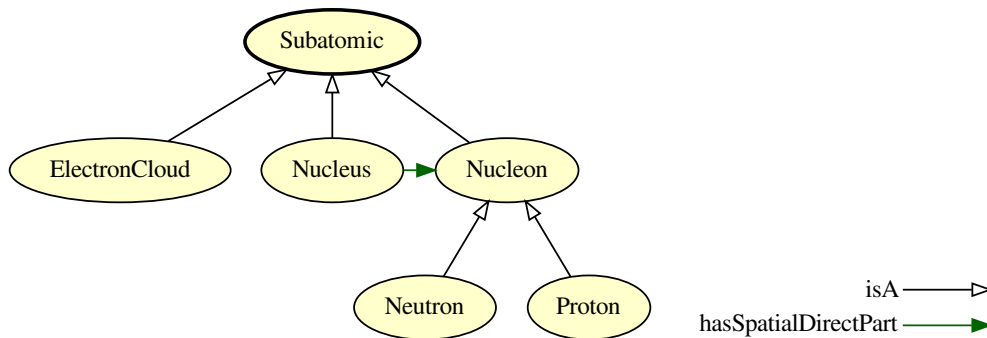 Subatomic
ElectronCloud
Nucleus
Nucleon
Neutron
Proton
isA
hasSpatialDirectPart